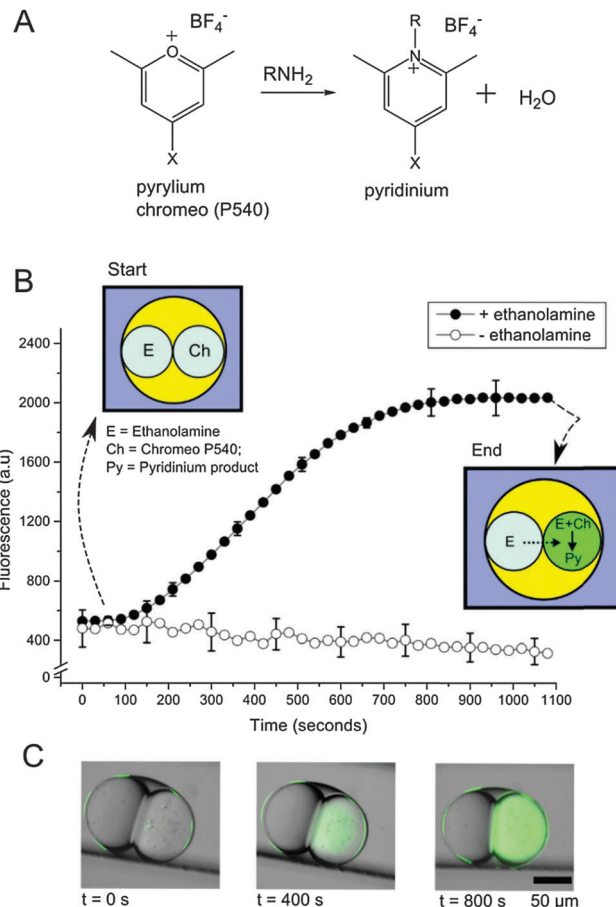 A
BF₄⁻
O
+
X
pyrylium
chromeo (P540)
RNH₂
R
BF₄⁻
N
+
X
pyridinium
+
H₂O
B
Start
E
Ch
E = Ethanolamine
Ch = Chromeo P540;
Py = Pyridinium product
+ ethanolamine
- ethanolamine
End
E
E+Ch
Py
Fluorescence (a.u)
2400
2000
1600
1200
800
400
0
0
100
200
300
400
500
600
700
800
900
1000
1100
Time (seconds)
C
t = 0 s
t = 400 s
t = 800 s
50 µm